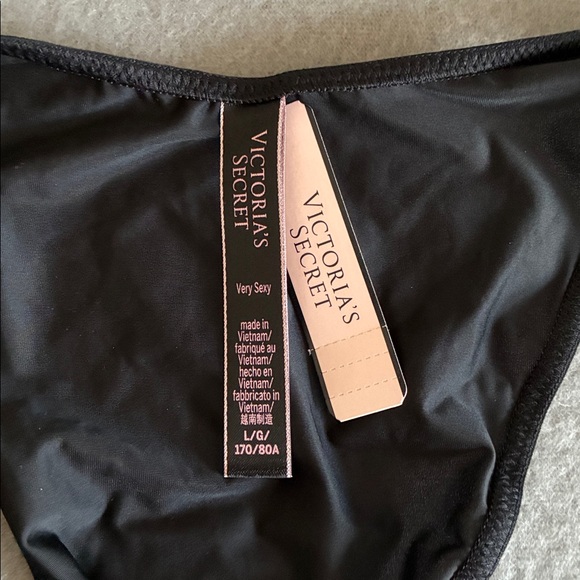 VICTORIA'S
SECRET
Very Sexy
made in
Vietnam/
fabriqué au
Vietnam/
hecho en
Vietnam/
fabbricato in
Vietnam/
越南制造
L/G/
170/80A
VICTORIA'S
SECRET